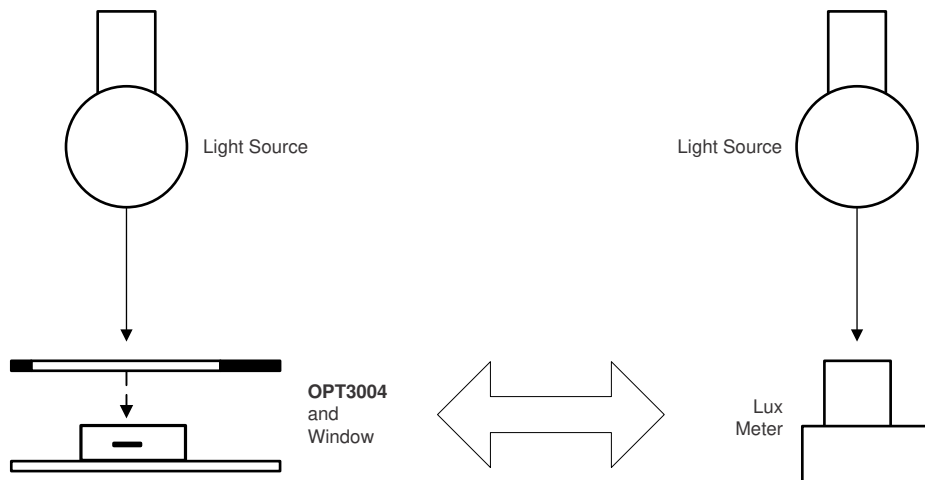 Light Source
Light Source
OPT3004
and
Window
Lux
Meter